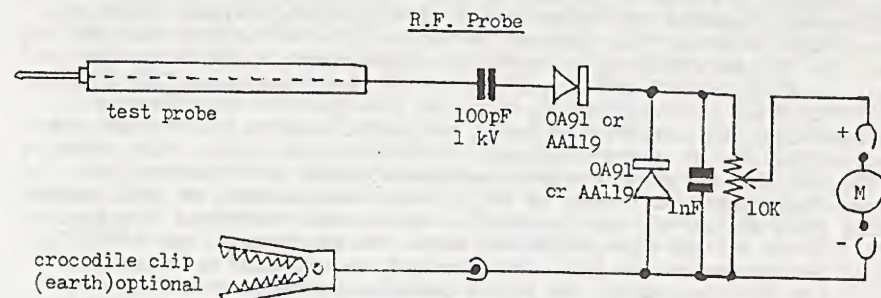 R.F. Probe
test probe
100pF
1 kV
OA91 or
AA119
OA91
or AA119
1nF
10K
+
M
-
crocodile clip
(earth)optional